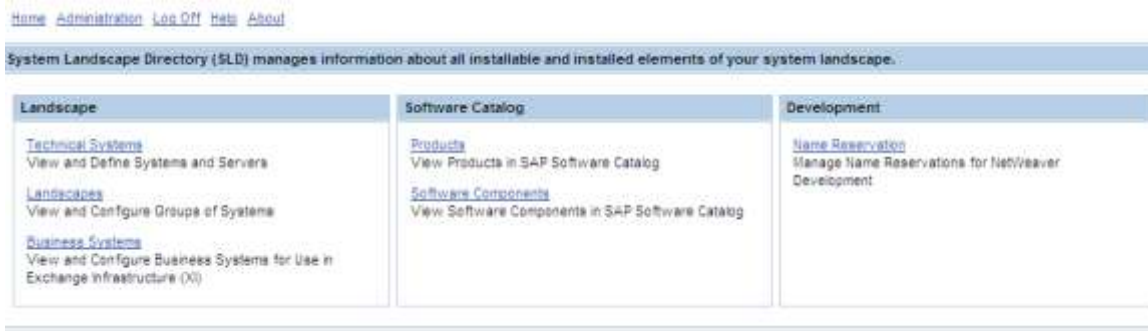 Home Administration Log Off Help About
System Landscape Directory (SLD) manages information about all installable and installed elements of your system landscape.
Landscape
Technical Systems
View and Define Systems and Servers
Landscapes
View and Configure Groups of Systems
Business Systems
View and Configure Business Systems for Use in
Exchange Infrastructure (XI)
Software Catalog
Products
View Products in SAP Software Catalog
Software Components
View Software Components in SAP Software Catalog
Development
Name Reservation
Manage Name Reservations for NetWeaver
Development